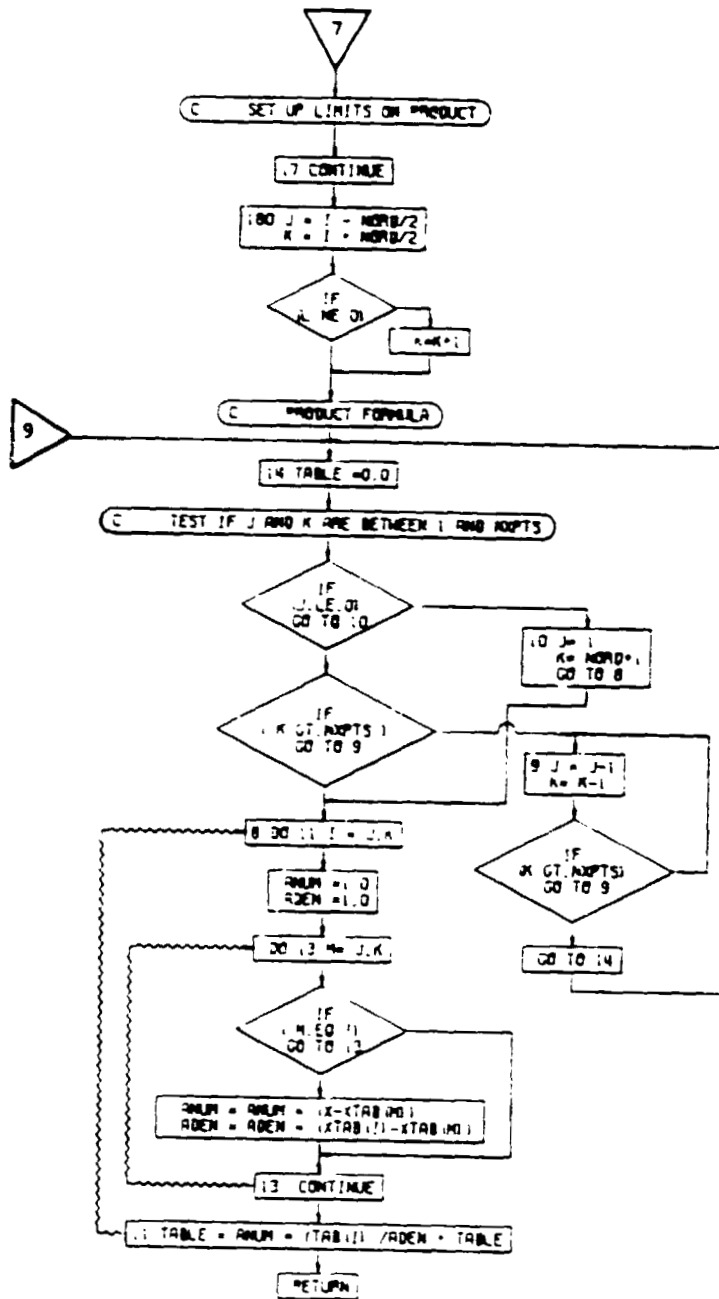 7
C SET UP LIMITS ON PRODUCT
17 CONTINUE
180 J = I - NORD/2
K = I + NORD/2
IF
(L.NE.0)
K=K+1
C PRODUCT FORMULA
9
14 TABLE =0.0
C TEST IF J AND K ARE BETWEEN 1 AND NXPTS
IF
(J.LE.0)
GO TO 10
10 J= 1
K= NORD+1
GO TO 8
IF
( K GT.NXPTS )
GO TO 9
9 J = J-1
K= K-1
8 DO 11 I = J,K
IF
(K GT.NXPTS)
GO TO 9
ANUM =1.0
ADEN =1.0
DO 13 M= J,K
GO TO 14
IF
( M.EQ I)
GO TO 13
ANUM = ANUM * (X-XTAB(M))
ADEN = ADEN * (XTAB(I)-XTAB(M))
13 CONTINUE
11 TABLE = ANUM * YTAB(I) /ADEN + TABLE
RETURN